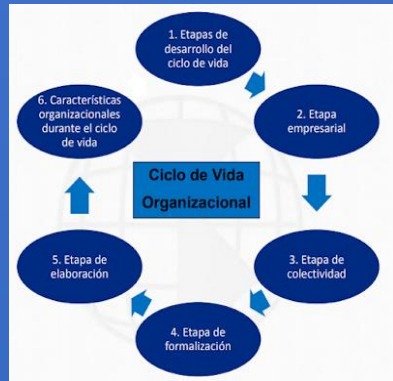 1. Etapas de
desarrollo del
ciclo de vida
2. Etapa
empresarial
3. Etapa de
colectividad
4. Etapa de
formalización
5. Etapa de
elaboración
6. Características
organizacionales
durante el ciclo
de vida
Ciclo de Vida
Organizacional